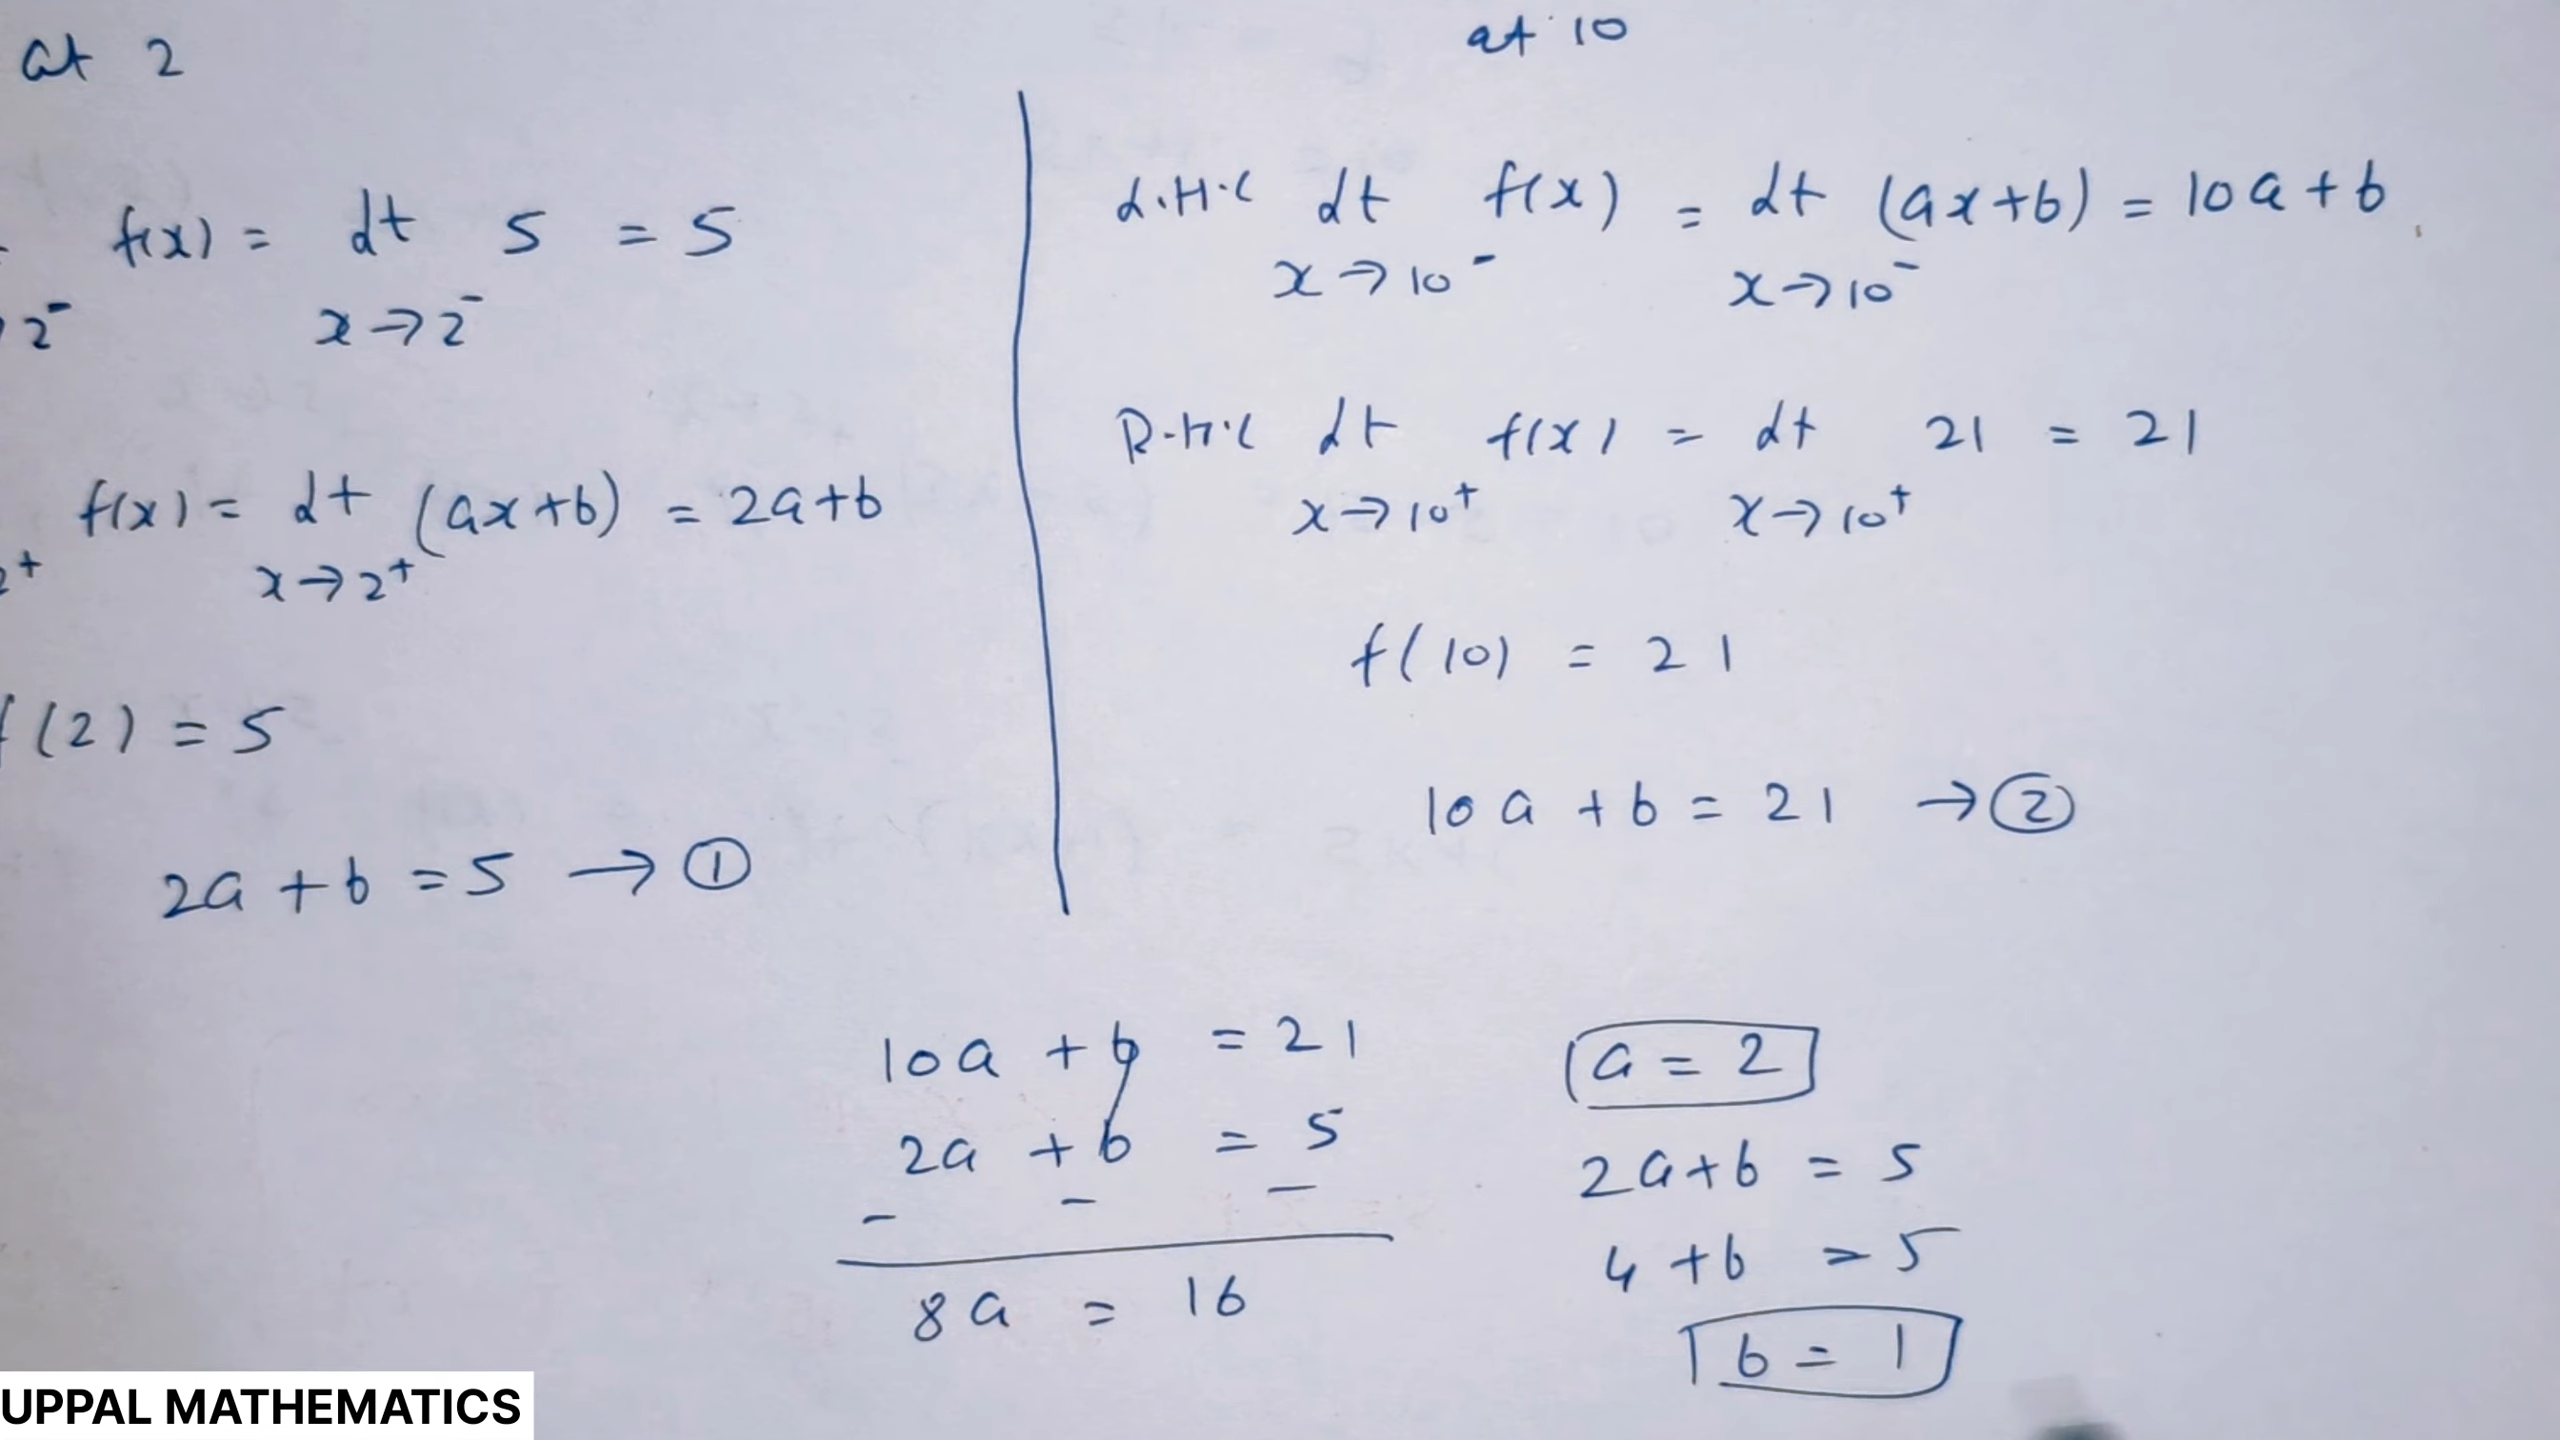 at 2
f(x) = Lt 5 = 5
2⁻ x→2⁻
f(x) = Lt (ax+b) = 2a+b
2⁺ x→2⁺
f(2) = 5
2a + b = 5 → ①
at 10
L.H.L Lt f(x) = Lt (ax+b) = 10a+b
x→10⁻ x→10⁻
R.H.L Lt f(x) = Lt 21 = 21
x→10⁺ x→10⁺
f(10) = 21
10a + b = 21 → ②
10a + b = 21
2a + b = 5
- - -
8a = 16
a = 2
2a+b = 5
4 + b = 5
b = 1
UPPAL MATHEMATICS